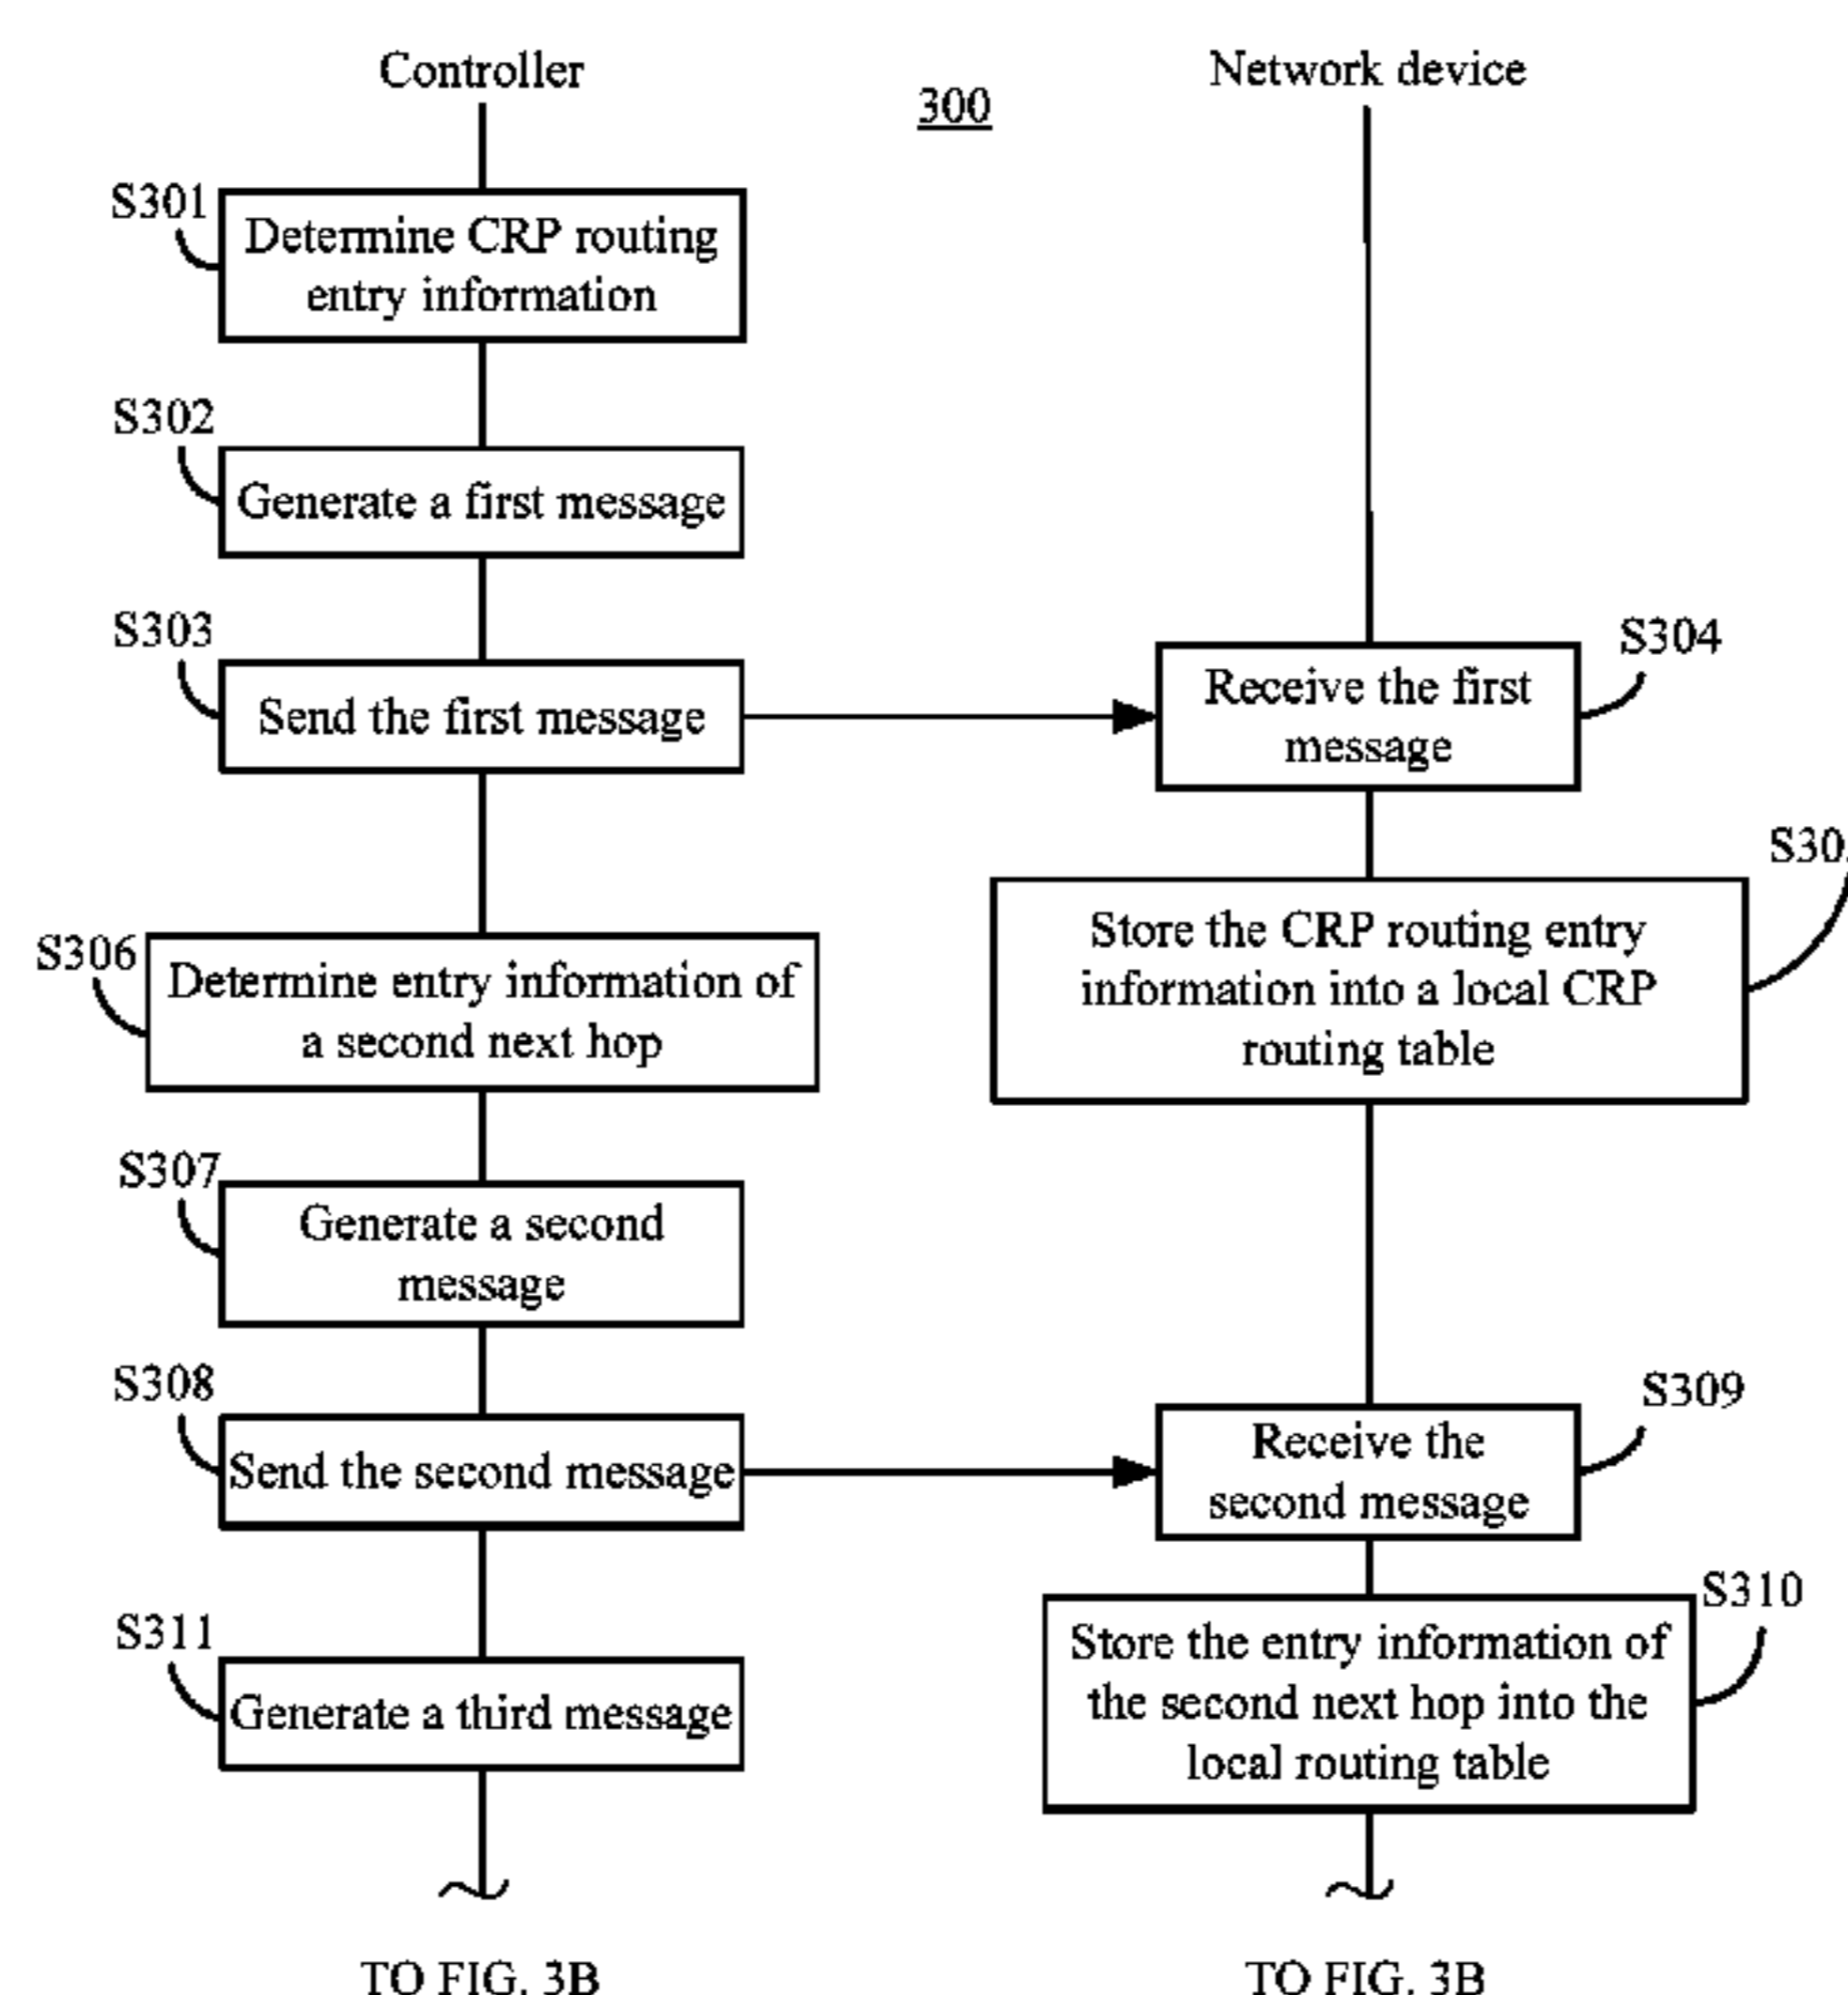 Controller
Network device
300
S301
Determine CRP routing
entry information
S302
Generate a first message
S303
Send the first message
S304
Receive the first
message
Store the CRP routing entry
information into a local CRP
routing table
S306
Determine entry information of
a second next hop
S307
Generate a second
message
S308
Send the second message
S309
Receive the
second message
S310
Store the entry information of
the second next hop into the
local routing table
S311
Generate a third message
TO FIG. 3B
TO FIG. 3B